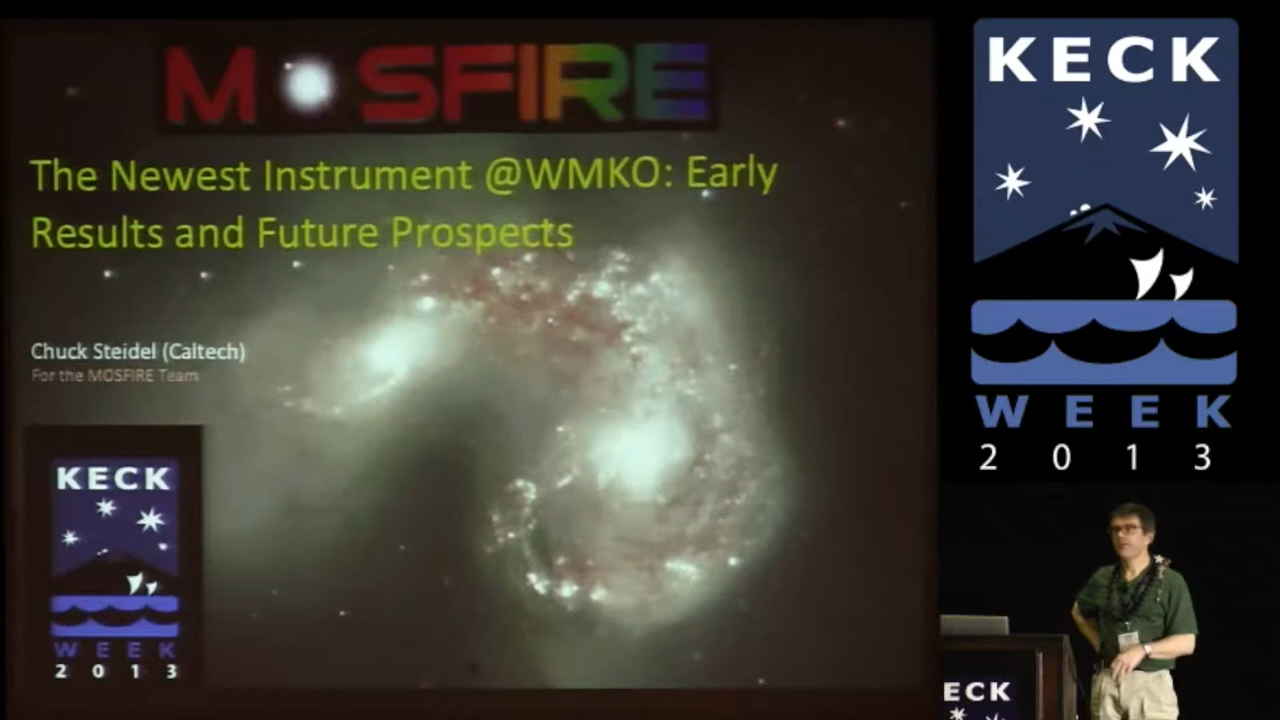 MOSFIRE
The Newest Instrument @WMKO: Early
Results and Future Prospects
Chuck Steidel (Caltech)
For the MOSFIRE Team
KECK
WEEK
2013
KECK
WEEK
2013
ECK